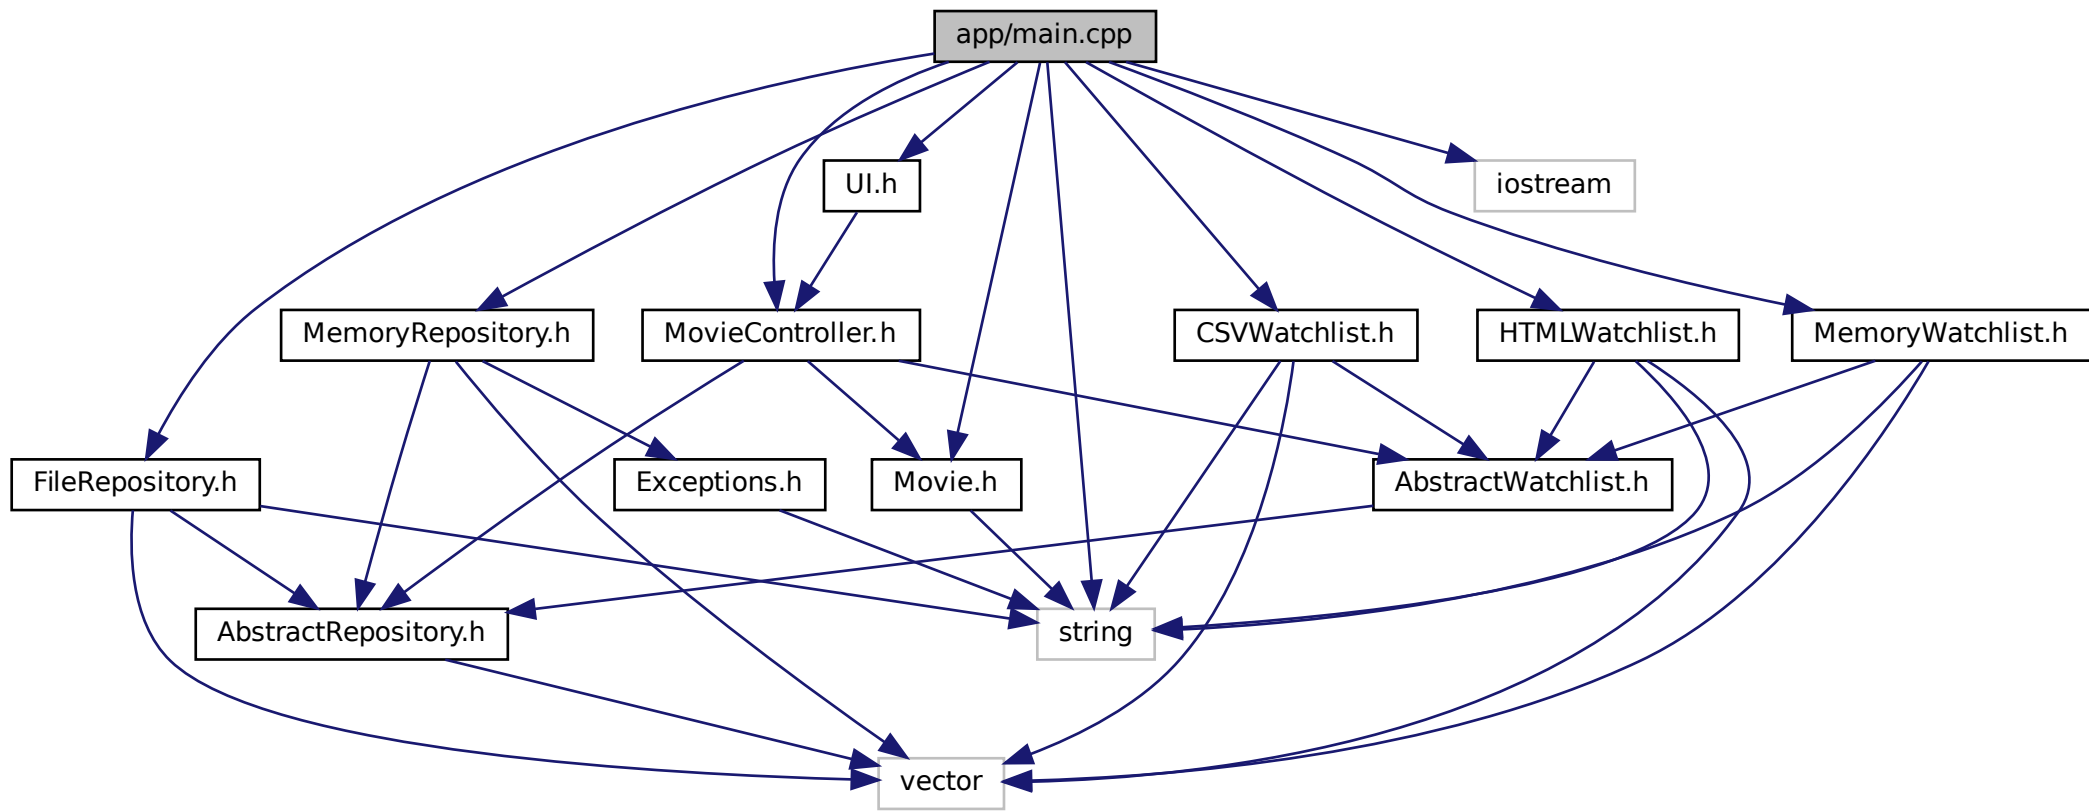 app/main.cpp
UI.h
iostream
MemoryRepository.h
MovieController.h
CSVWatchlist.h
HTMLWatchlist.h
MemoryWatchlist.h
FileRepository.h
Exceptions.h
Movie.h
AbstractWatchlist.h
AbstractRepository.h
string
vector